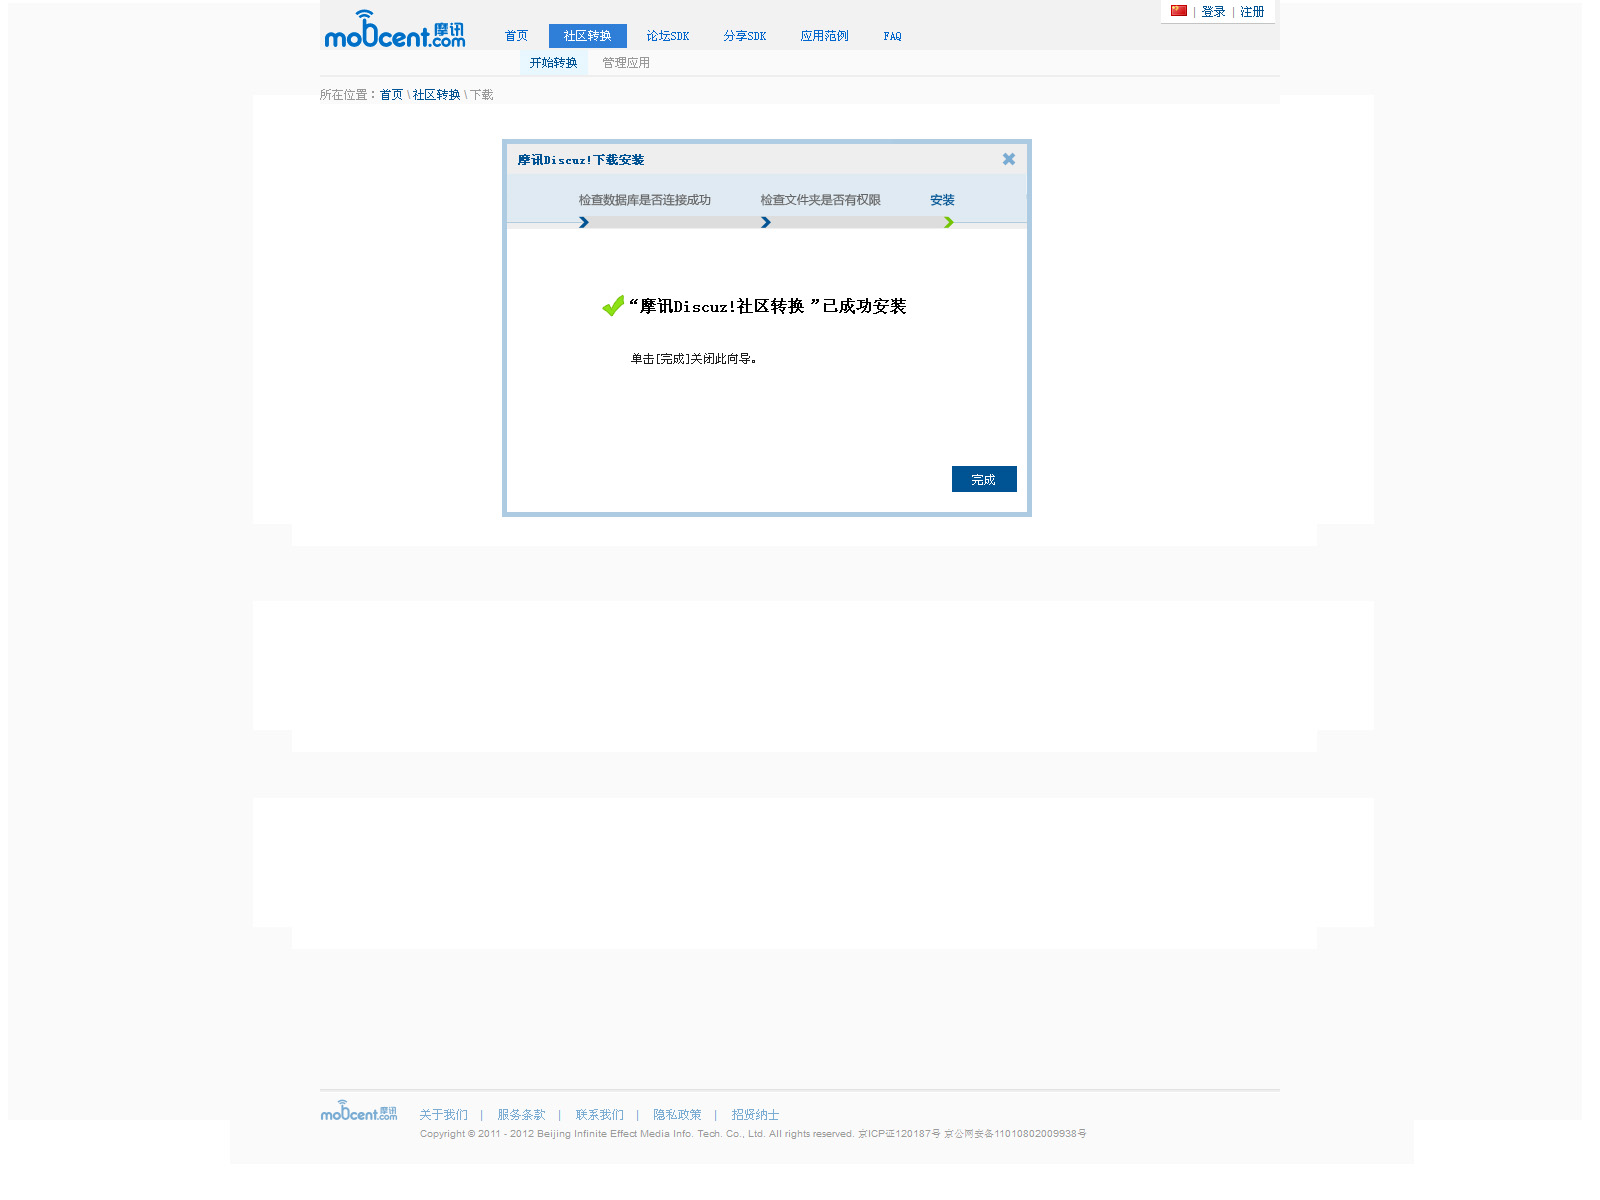 登录 | 注册
mobcent.com 摩讯
首页 社区转换 论坛SDK 分享SDK 应用范例 FAQ
开始转换 管理应用
所在位置：首页 \ 社区转换 \ 下载
摩讯Discuz!下载安装
检查数据库是否连接成功 检查文件夹是否有权限 安装
“摩讯Discuz!社区转换 ”已成功安装
单击[完成]关闭此向导。
完成
mobcent.com 摩讯 关于我们 | 服务条款 | 联系我们 | 隐私政策 | 招贤纳士
Copyright © 2011 - 2012 Beijing Infinite Effect Media Info. Tech. Co., Ltd. All rights reserved. 京ICP证120187号 京公网安备11010802009938号